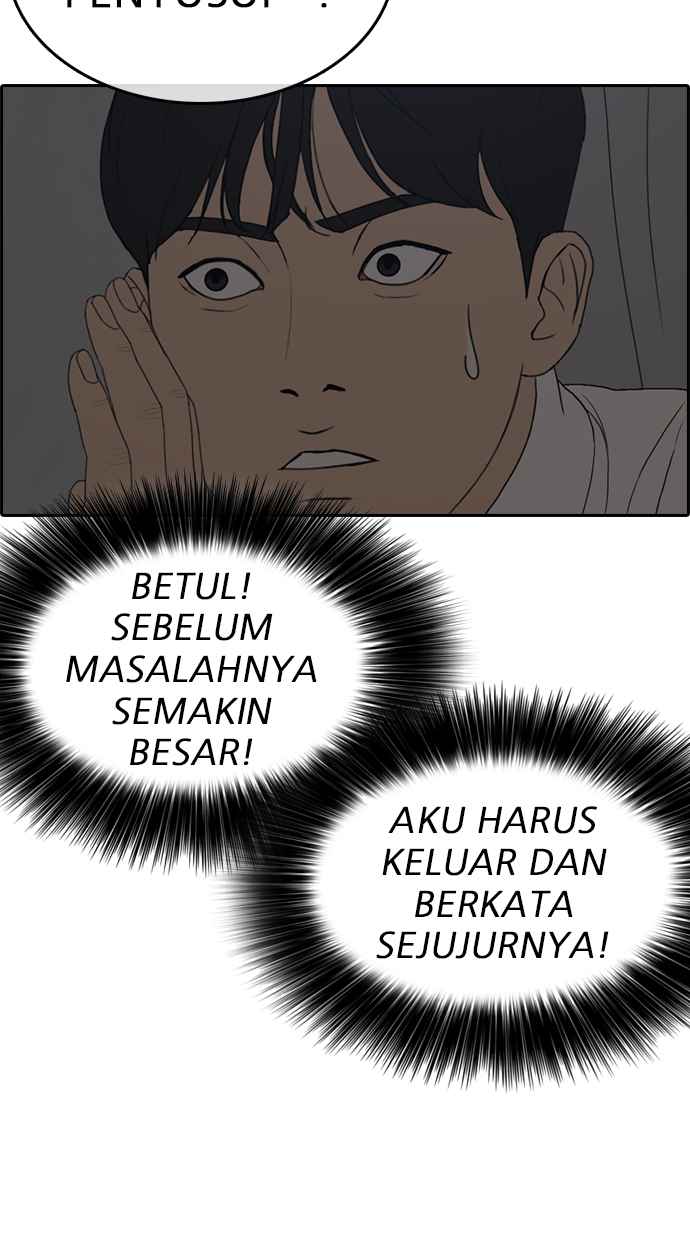 BETUL!
SEBELUM
MASALAHNYA
SEMAKIN
BESAR!
AKU HARUS
KELUAR DAN
BERKATA
SEJUJURNYA!